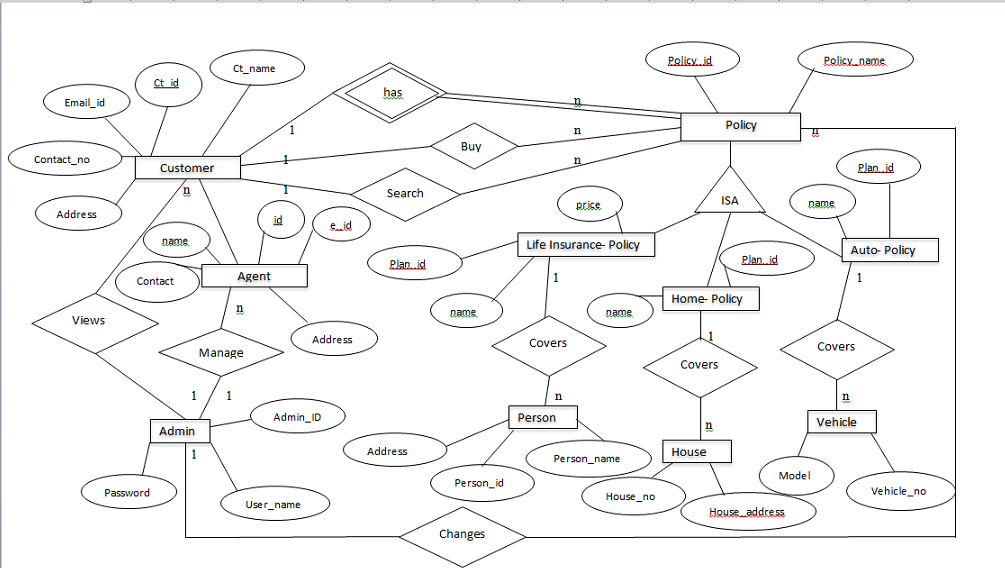 Policy_id
Policy_name
Ct_name
Ct_id
Email_id
has
n
Policy
n
n
1
Buy
Contact_no
Customer
1
n
Plan_id
n
1
Search
ISA
price
name
Address
id
e_id
name
Life Insurance- Policy
Auto- Policy
Plan_id
Plan_id
Agent
Contact
1
1
Home- Policy
name
name
n
Views
Address
1
Covers
Covers
Manage
Covers
1
1
n
n
Admin_ID
Person
Vehicle
n
Admin
Address
House
1
Person_name
Model
Person_id
Password
House_no
Vehicle_no
User_name
House_address
Changes